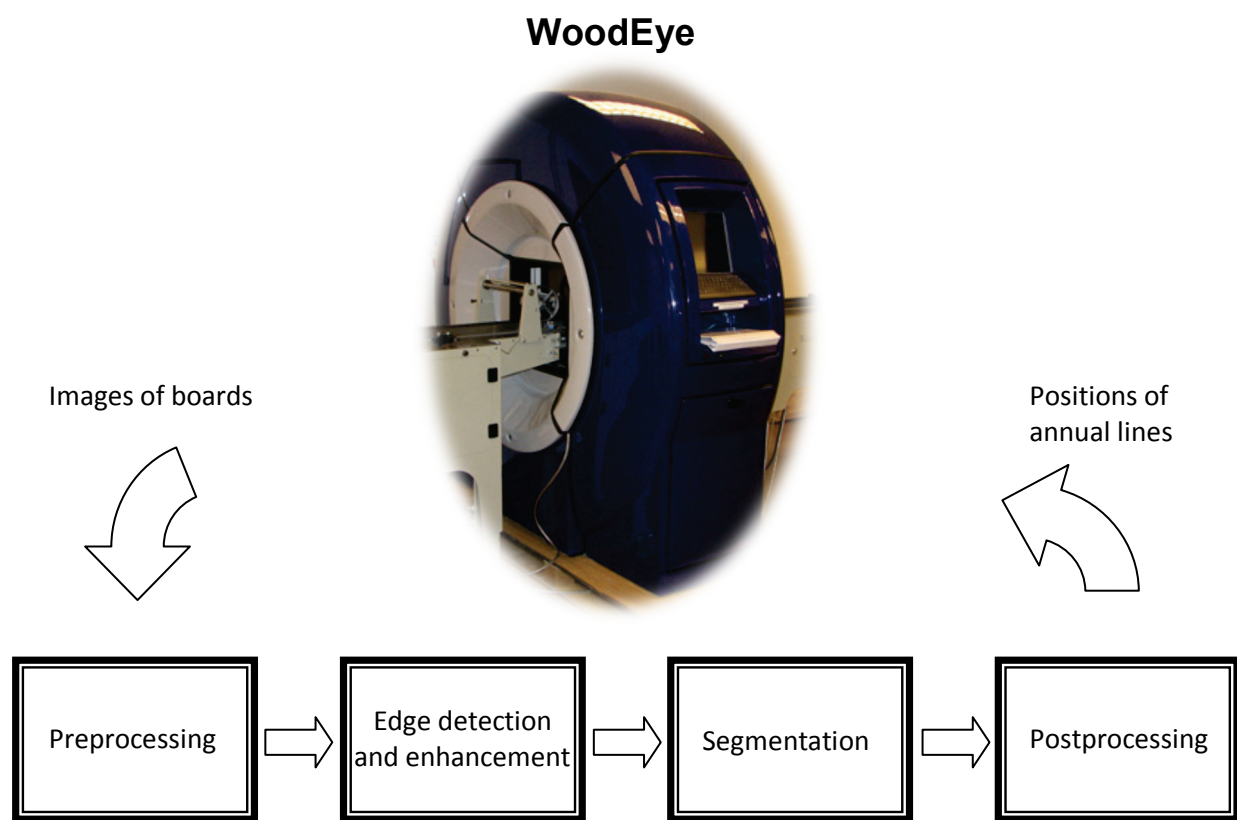 WoodEye
Images of boards
Positions of
annual lines
Preprocessing
Edge detection
and enhancement
Segmentation
Postprocessing